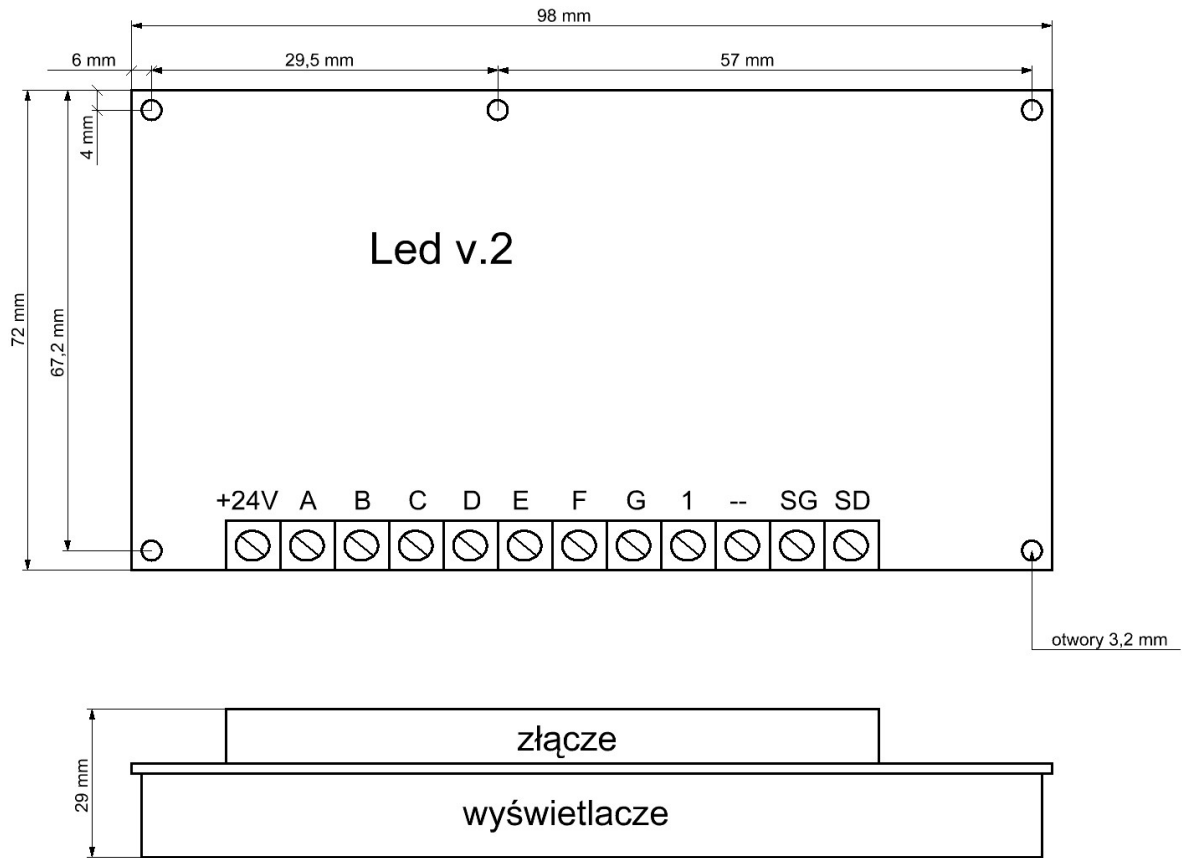 98 mm
6 mm
29,5 mm
57 mm
4 mm
Led v.2
72 mm
67,2 mm
+24V A B C D E F G 1 -- SG SD
otwory 3,2 mm
złącze
29 mm
wyświetlacze